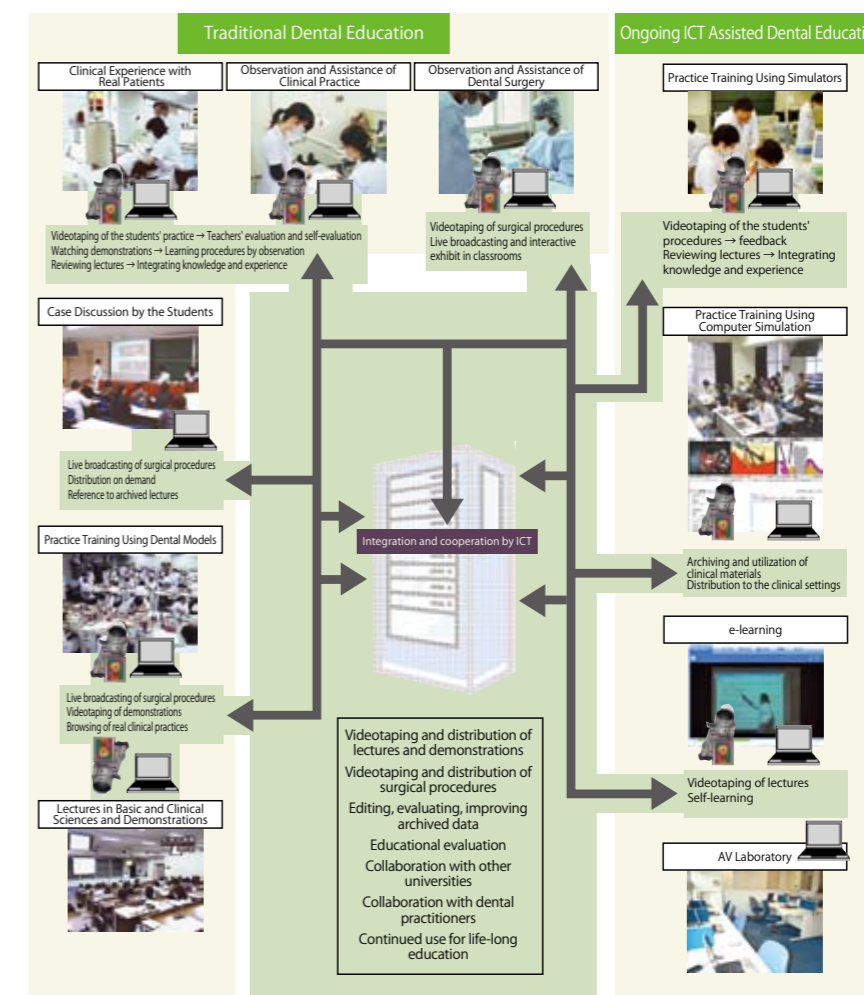 Traditional Dental Education
Ongoing ICT Assisted Dental Educati
Clinical Experience with
Real Patients
Observation and Assistance of
Clinical Practice
Observation and Assistance of
Dental Surgery
Practice Training Using Simulators
Videotaping of the students' practice → Teachers' evaluation and self-evaluation
Watching demonstrations → Learning procedures by observation
Reviewing lectures → Integrating knowledge and experience
Videotaping of surgical procedures
Live broadcasting and interactive
exhibit in classrooms
Videotaping of the students'
procedures → feedback
Reviewing lectures → Integrating
knowledge and experience
Case Discussion by the Students
Practice Training Using
Computer Simulation
Live broadcasting of surgical procedures
Distribution on demand
Reference to archived lectures
Integration and cooperation by ICT
Practice Training Using Dental Models
Archiving and utilization of
clinical materials
Distribution to the clinical settings
e-learning
Live broadcasting of surgical procedures
Videotaping of demonstrations
Browsing of real clinical practices
Videotaping and distribution of
lectures and demonstrations
Videotaping and distribution of
surgical procedures
Editing, evaluating, improving
archived data
Educational evaluation
Collaboration with other
universities
Collaboration with dental
practitioners
Continued use for life-long
education
Videotaping of lectures
Self-learning
Lectures in Basic and Clinical
Sciences and Demonstrations
AV Laboratory